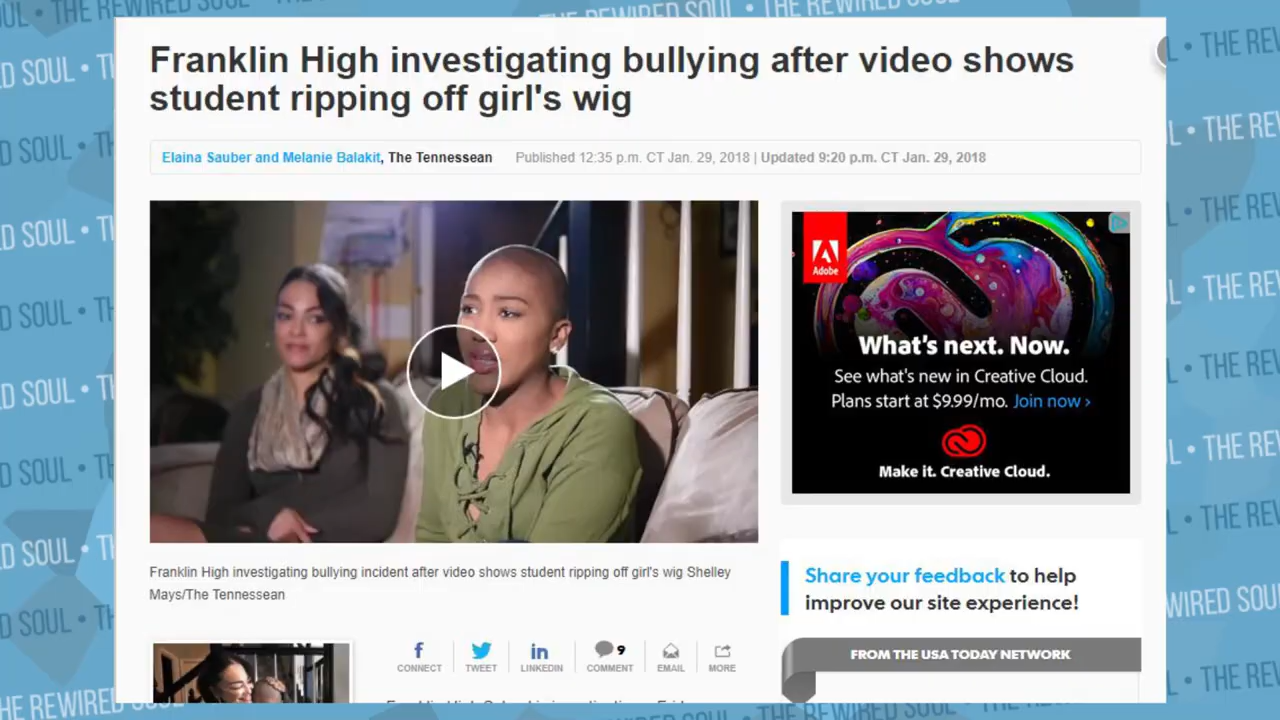 Franklin High investigating bullying after video shows
student ripping off girl's wig
Elaina Sauber and Melanie Balakit, The Tennessean Published 12:35 p.m. CT Jan. 29, 2018 | Updated 9:20 p.m. CT Jan. 29, 2018
Adobe
What's next. Now.
See what's new in Creative Cloud.
Plans start at $9.99/mo. Join now ›
Make it. Creative Cloud.
Franklin High investigating bullying incident after video shows student ripping off girl's wig Shelley
Mays/The Tennessean
Share your feedback to help
improve our site experience!
CONNECT
TWEET
LINKEDIN
9
COMMENT
EMAIL
MORE
FROM THE USA TODAY NETWORK
THE REWIRED SOUL